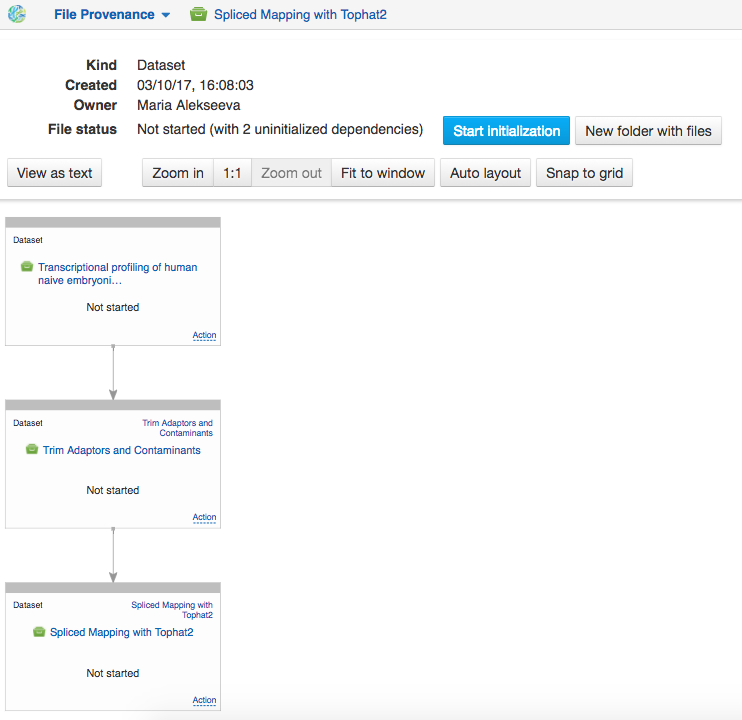 File Provenance Spliced Mapping with Tophat2
Kind Dataset
Created 03/10/17, 16:08:03
Owner Maria Alekseeva
File status Not started (with 2 uninitialized dependencies) Start initialization New folder with files
View as text Zoom in 1:1 Zoom out Fit to window Auto layout Snap to grid
Dataset
Transcriptional profiling of human
naive embryoni...
Not started
Action
Dataset Trim Adaptors and
Contaminants
Trim Adaptors and Contaminants
Not started
Action
Dataset Spliced Mapping with
Tophat2
Spliced Mapping with Tophat2
Not started
Action